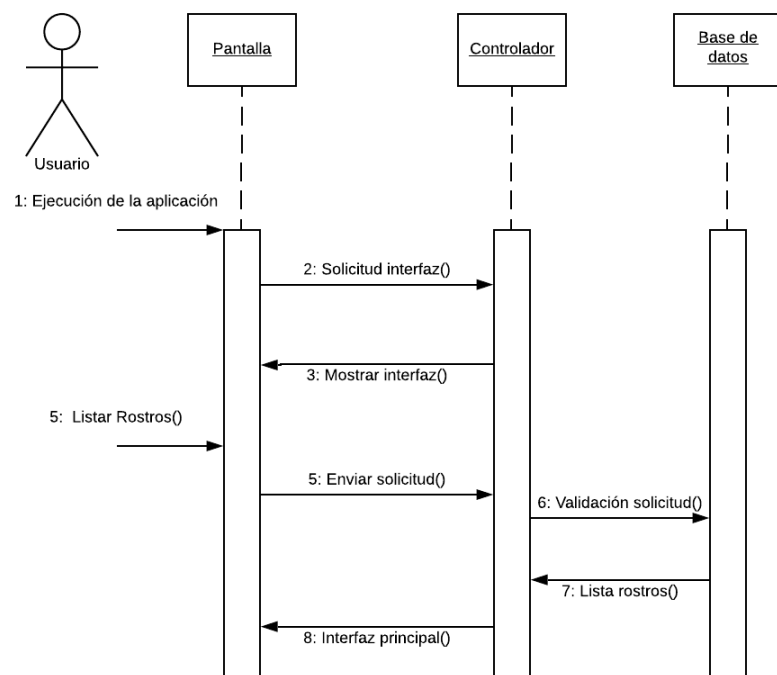 Pantalla
Controlador
Base de
datos
Usuario
1: Ejecución de la aplicación
2: Solicitud interfaz()
3: Mostrar interfaz()
5: Listar Rostros()
5: Enviar solicitud()
6: Validación solicitud()
7: Lista rostros()
8: Interfaz principal()